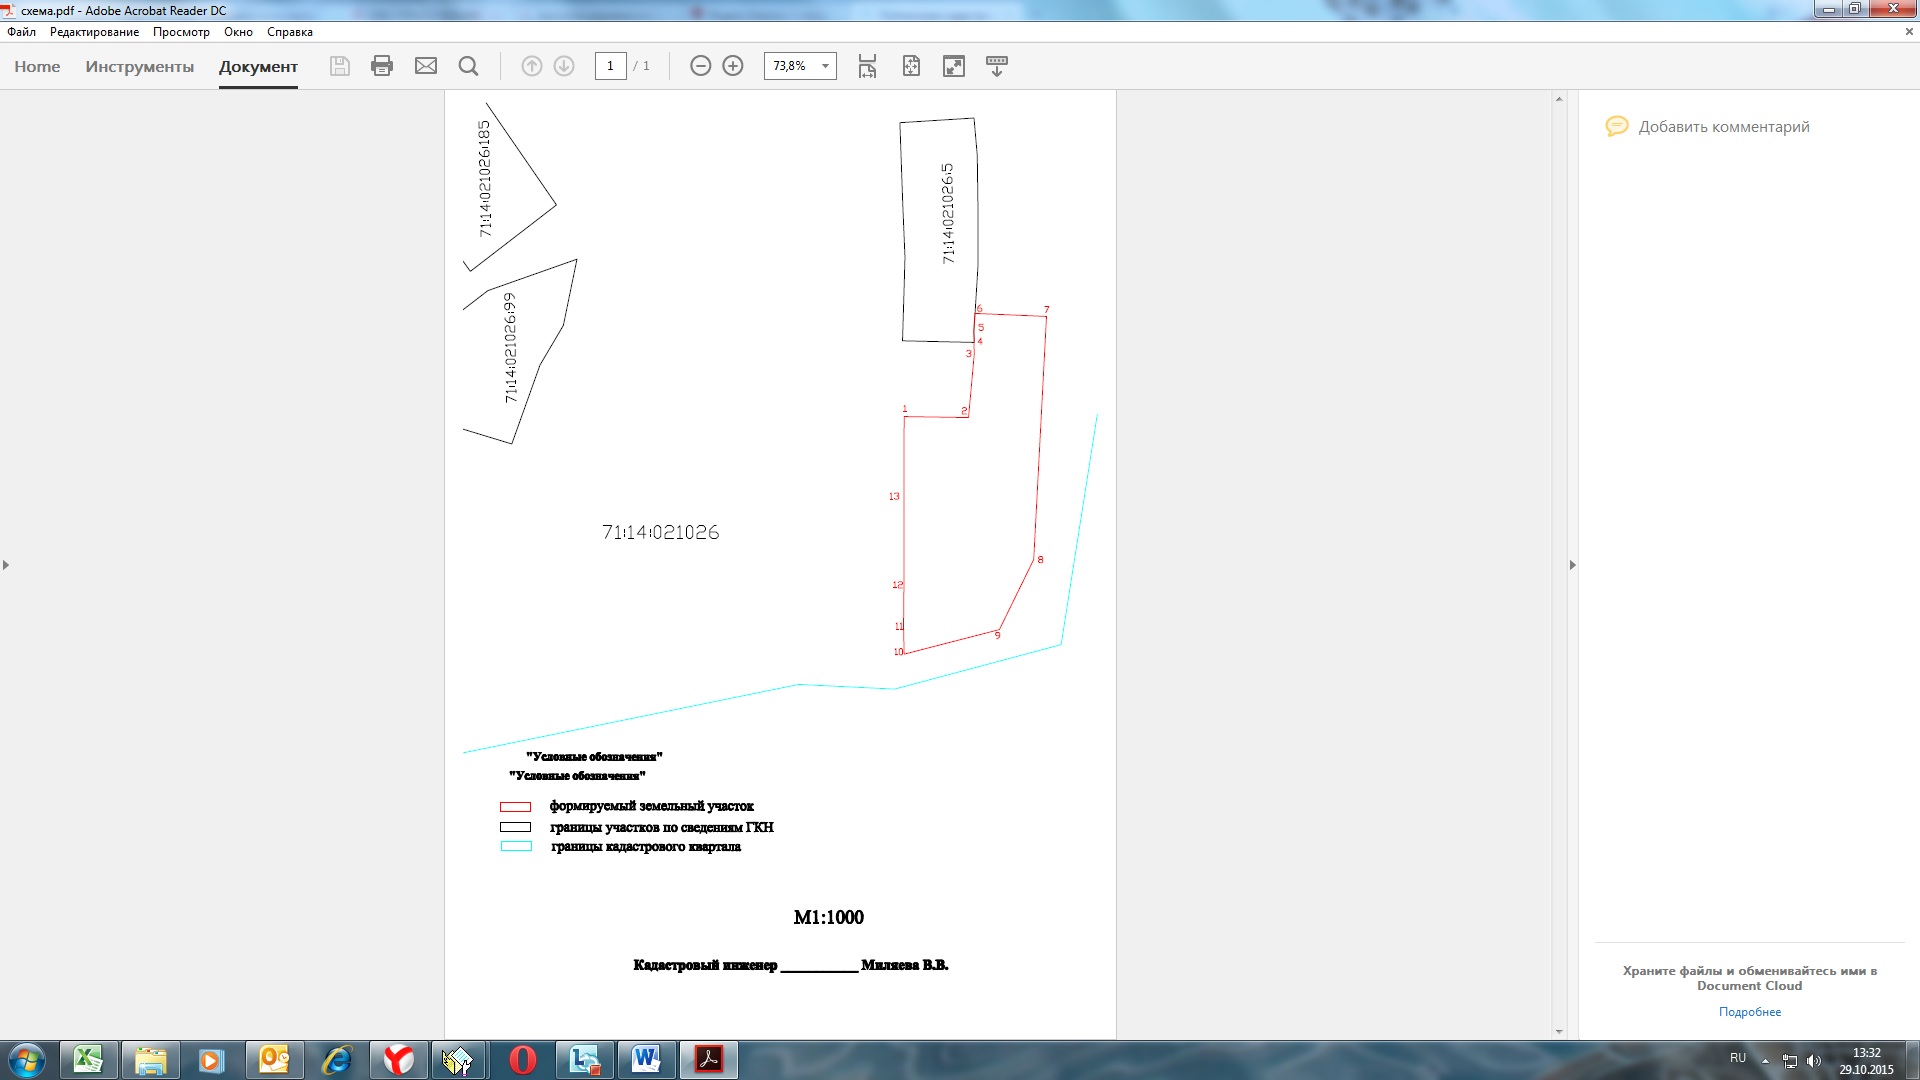 схема.pdf - Adobe Acrobat Reader DC
Файл Редактирование Просмотр Окно Справка
Home Инструменты Документ 1 / 1 73,8%
Добавить комментарий
71:14:021026:185
71:14:021026:5
71:14:021026:99
6 7
5
4
3
1 2
13
71:14:021026
8
12
11
9
10
"Условные обозначения"
"Условные обозначения"
формируемый земельный участок
границы участков по сведениям ГКН
границы кадастрового квартала
М1:1000
Кадастровый инженер ___________ Миляева В.В.
Храните файлы и обменивайтесь ими в
Document Cloud
Подробнее
RU
13:32
29.10.2015